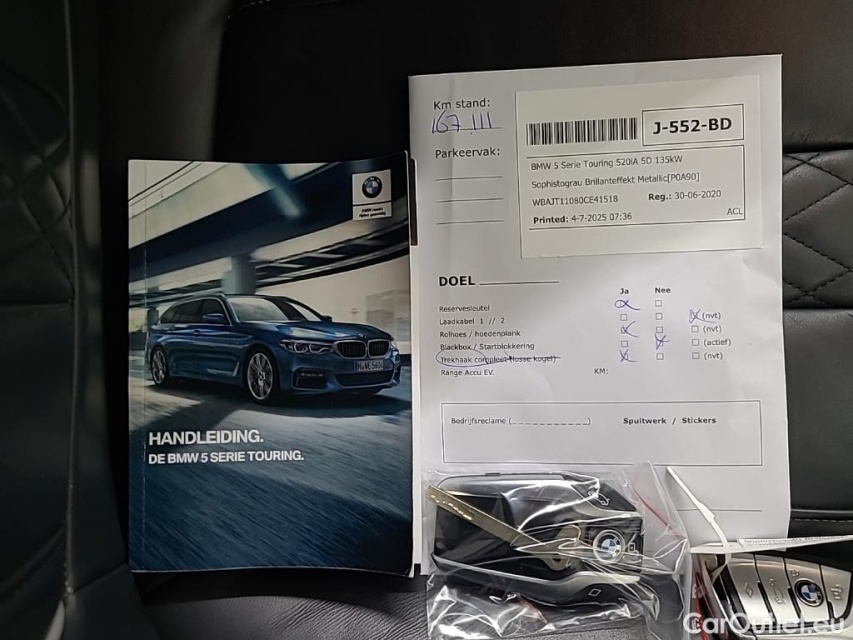 HANDLEIDING.
DE BMW 5 SERIE TOURING.
M·WE 5604
Km stand:
167.111
Parkeervak:
J-552-BD
BMW 5 Serie Touring 520iA 5D 135kW
Sophistograu Brillanteffekt Metallic[P0A90]
WBAJT11080CE41518 Reg.: 30-06-2020
Printed: 4-7-2025 07:36 ACL
DOEL
Ja Nee
Reservesleutel
Laadkabel 1 // 2 (nvt)
Rolhoes / hoedenplank (nvt)
Blackbox / Startblokkering (actief)
Trekhaak compleet (losse kogel) (nvt)
Range Accu EV. KM:
Bedrijfsreclame (______________) Spuitwerk / Stickers
CarOutlet.eu